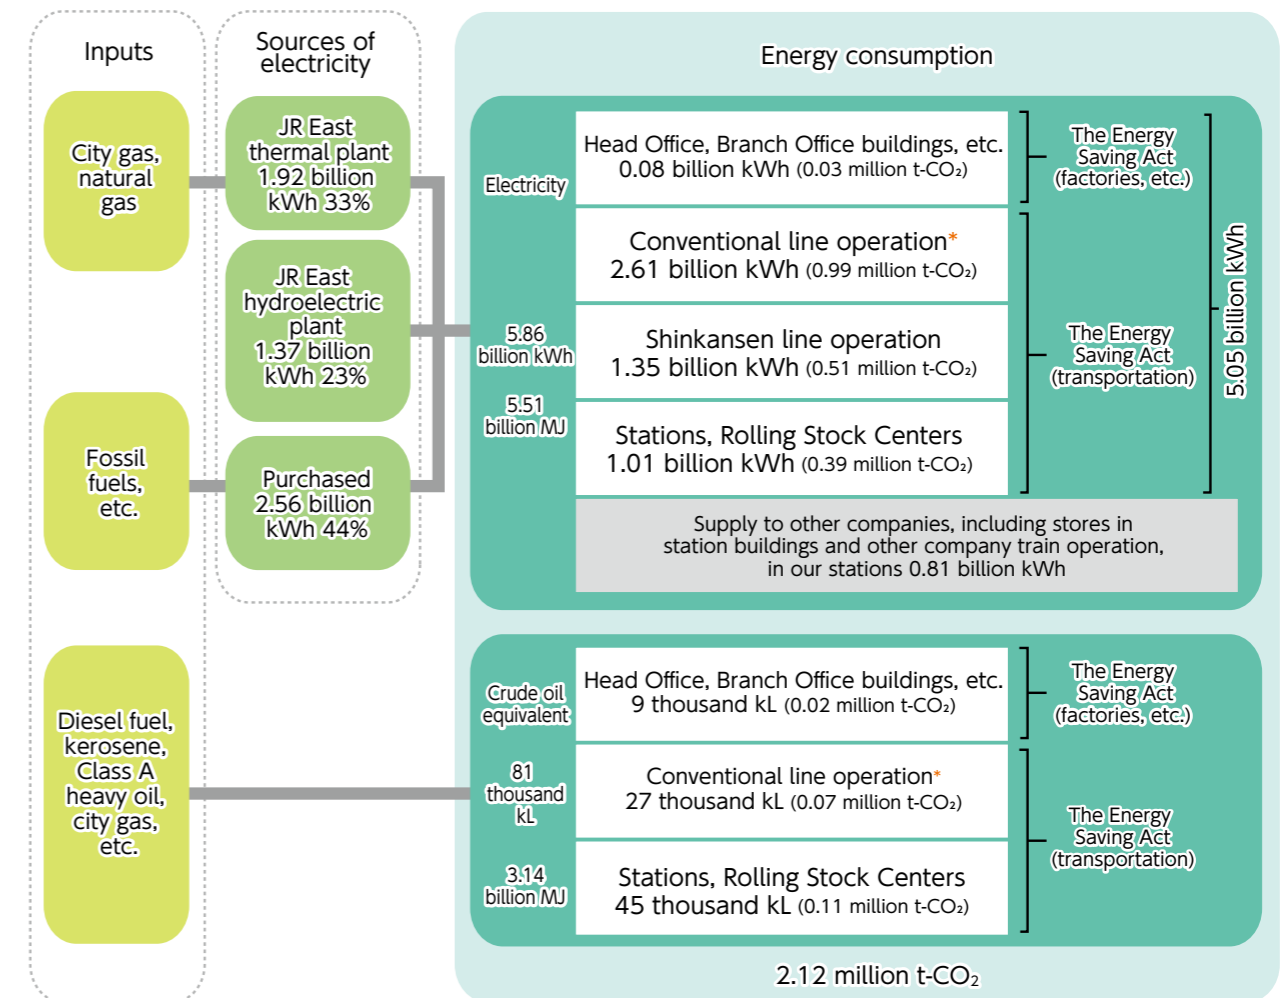 Inputs
Sources of
electricity
Energy consumption
City gas,
natural
gas
Fossil
fuels,
etc.
Diesel fuel,
kerosene,
Class A
heavy oil,
city gas,
etc.
JR East
thermal plant
1.92 billion
kWh 33%
JR East
hydroelectric
plant
1.37 billion
kWh 23%
Purchased
2.56 billion
kWh 44%
Electricity
5.86
billion kWh
5.51
billion MJ
Head Office, Branch Office buildings, etc.
0.08 billion kWh (0.03 million t-CO₂)
Conventional line operation*
2.61 billion kWh (0.99 million t-CO₂)
Shinkansen line operation
1.35 billion kWh (0.51 million t-CO₂)
Stations, Rolling Stock Centers
1.01 billion kWh (0.39 million t-CO₂)
Supply to other companies, including stores in
station buildings and other company train operation,
in our stations 0.81 billion kWh
The Energy
Saving Act
(factories, etc.)
The Energy
Saving Act
(transportation)
5.05 billion kWh
Crude oil
equivalent
81
thousand
kL
3.14
billion MJ
Head Office, Branch Office buildings, etc.
9 thousand kL (0.02 million t-CO₂)
Conventional line operation*
27 thousand kL (0.07 million t-CO₂)
Stations, Rolling Stock Centers
45 thousand kL (0.11 million t-CO₂)
The Energy
Saving Act
(factories, etc.)
The Energy
Saving Act
(transportation)
2.12 million t-CO₂